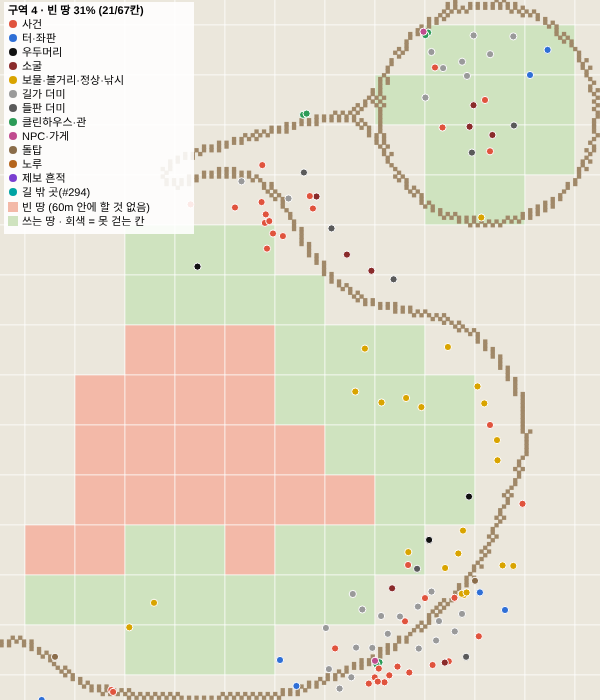 구역 4 · 빈 땅 31% (21/67칸)
사건
터·좌판
우두머리
소굴
보물·볼거리·정상·낚시
길가 더미
들판 더미
클린하우스·관
NPC·가게
돌탑
노루
제보 흔적
길 밖 곳(#294)
빈 땅 (60m 안에 할 것 없음)
쓰는 땅 · 회색 = 못 걷는 칸